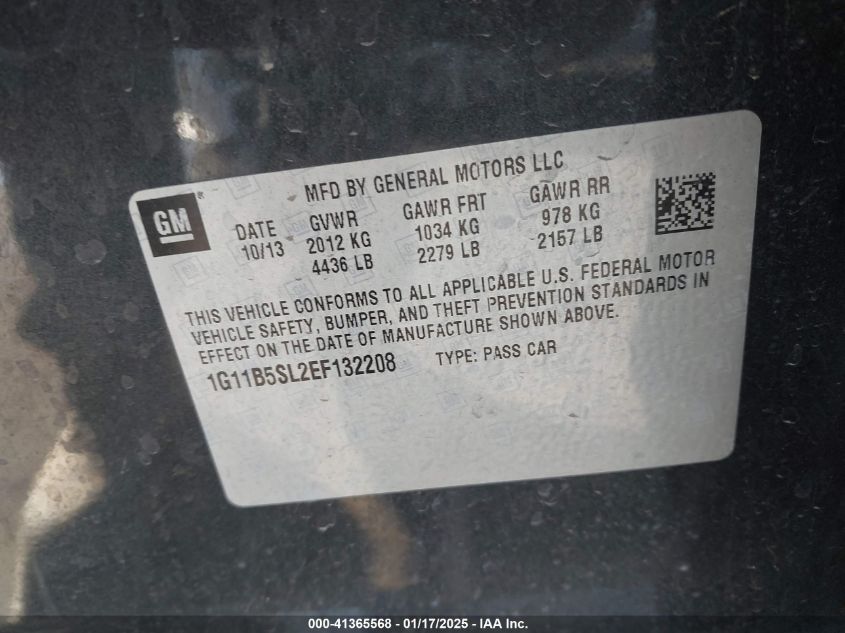 MFD BY GENERAL MOTORS LLC
GM ®
DATE GVWR GAWR FRT GAWR RR
10/13 2012 KG 1034 KG 978 KG
4436 LB 2279 LB 2157 LB
THIS VEHICLE CONFORMS TO ALL APPLICABLE U.S. FEDERAL MOTOR
VEHICLE SAFETY, BUMPER, AND THEFT PREVENTION STANDARDS IN
EFFECT ON THE DATE OF MANUFACTURE SHOWN ABOVE.
1G11B5SL2EF132208 TYPE: PASS CAR
000-41365568 - 01/17/2025 - IAA Inc.